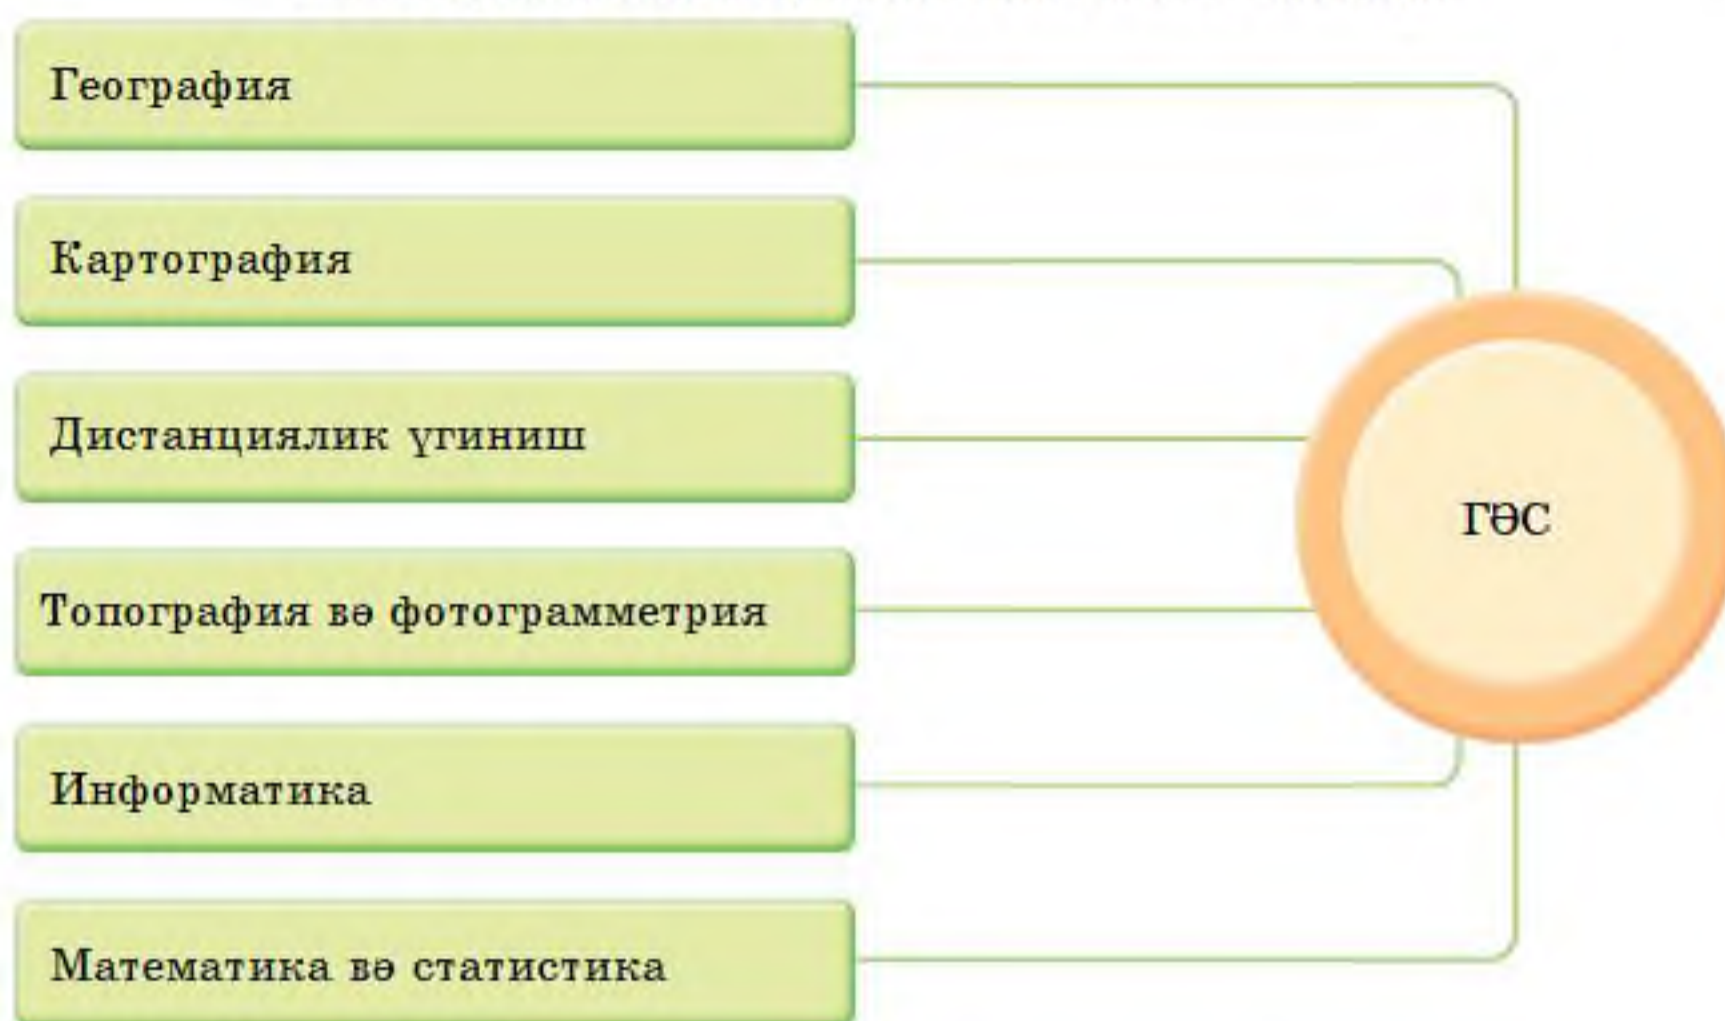 География
Картография
Дистанциялик үгиниш
Топография вә фотограмметрия
Информатика
Математика вә статистика
ГӘС